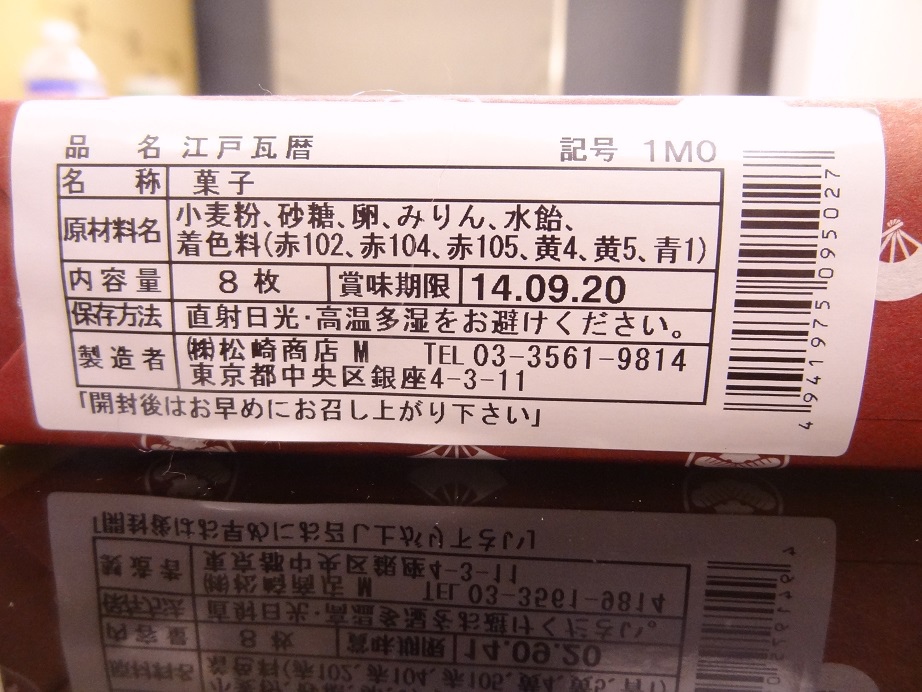 品 名 江戸瓦暦 記号 1MO
名 称 菓子
原材料名 小麦粉、砂糖、卵、みりん、水飴、
着色料(赤102、赤104、赤105、黄4、黄5、青1)
内容量 8枚 賞味期限 14.09.20
保存方法 直射日光・高温多湿をお避けください。
製造者 ㈱松崎商店 M TEL 03-3561-9814
東京都中央区銀座4-3-11
「開封後はお早めにお召し上がり下さい」
4941975095027